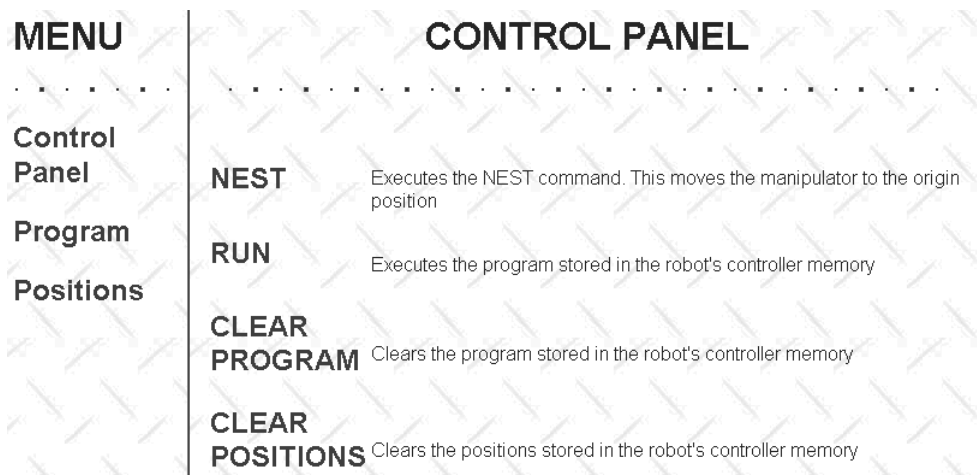 MENU
Control
Panel
Program
Positions
CONTROL PANEL
NEST
Executes the NEST command. This moves the manipulator to the origin
position
RUN
Executes the program stored in the robot's controller memory
CLEAR
PROGRAM
Clears the program stored in the robot's controller memory
CLEAR
POSITIONS
Clears the positions stored in the robot's controller memory